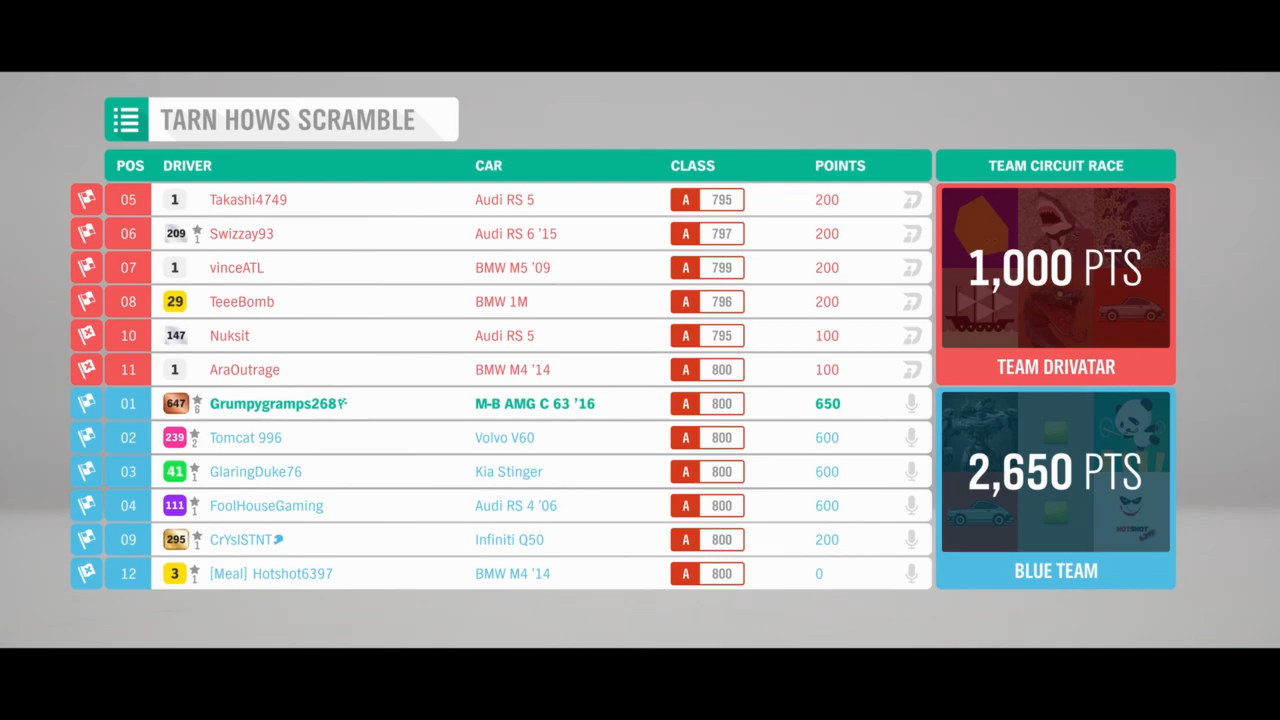 TARN HOWS SCRAMBLE
POS DRIVER CAR CLASS POINTS TEAM CIRCUIT RACE
05 1 Takashi4749 Audi RS 5 A 795 200
06 209 1 Swizzay93 Audi RS 6 '15 A 797 200
07 1 vinceATL BMW M5 '09 A 799 200
08 29 TeeeBomb BMW 1M A 796 200
10 147 Nuksit Audi RS 5 A 795 100
11 1 AraOutrage BMW M4 '14 A 800 100
1,000 PTS
TEAM DRIVATAR
01 647 6 Grumpygramps268 M-B AMG C 63 '16 A 800 650
02 239 2 Tomcat 996 Volvo V60 A 800 600
03 41 1 GlaringDuke76 Kia Stinger A 800 600
04 111 1 FoolHouseGaming Audi RS 4 '06 A 800 600
09 295 1 CrYsISTNT Infiniti Q50 A 800 200
12 3 1 [Meal] Hotshot6397 BMW M4 '14 A 800 0
2,650 PTS
HOTSHOT
BLUE TEAM